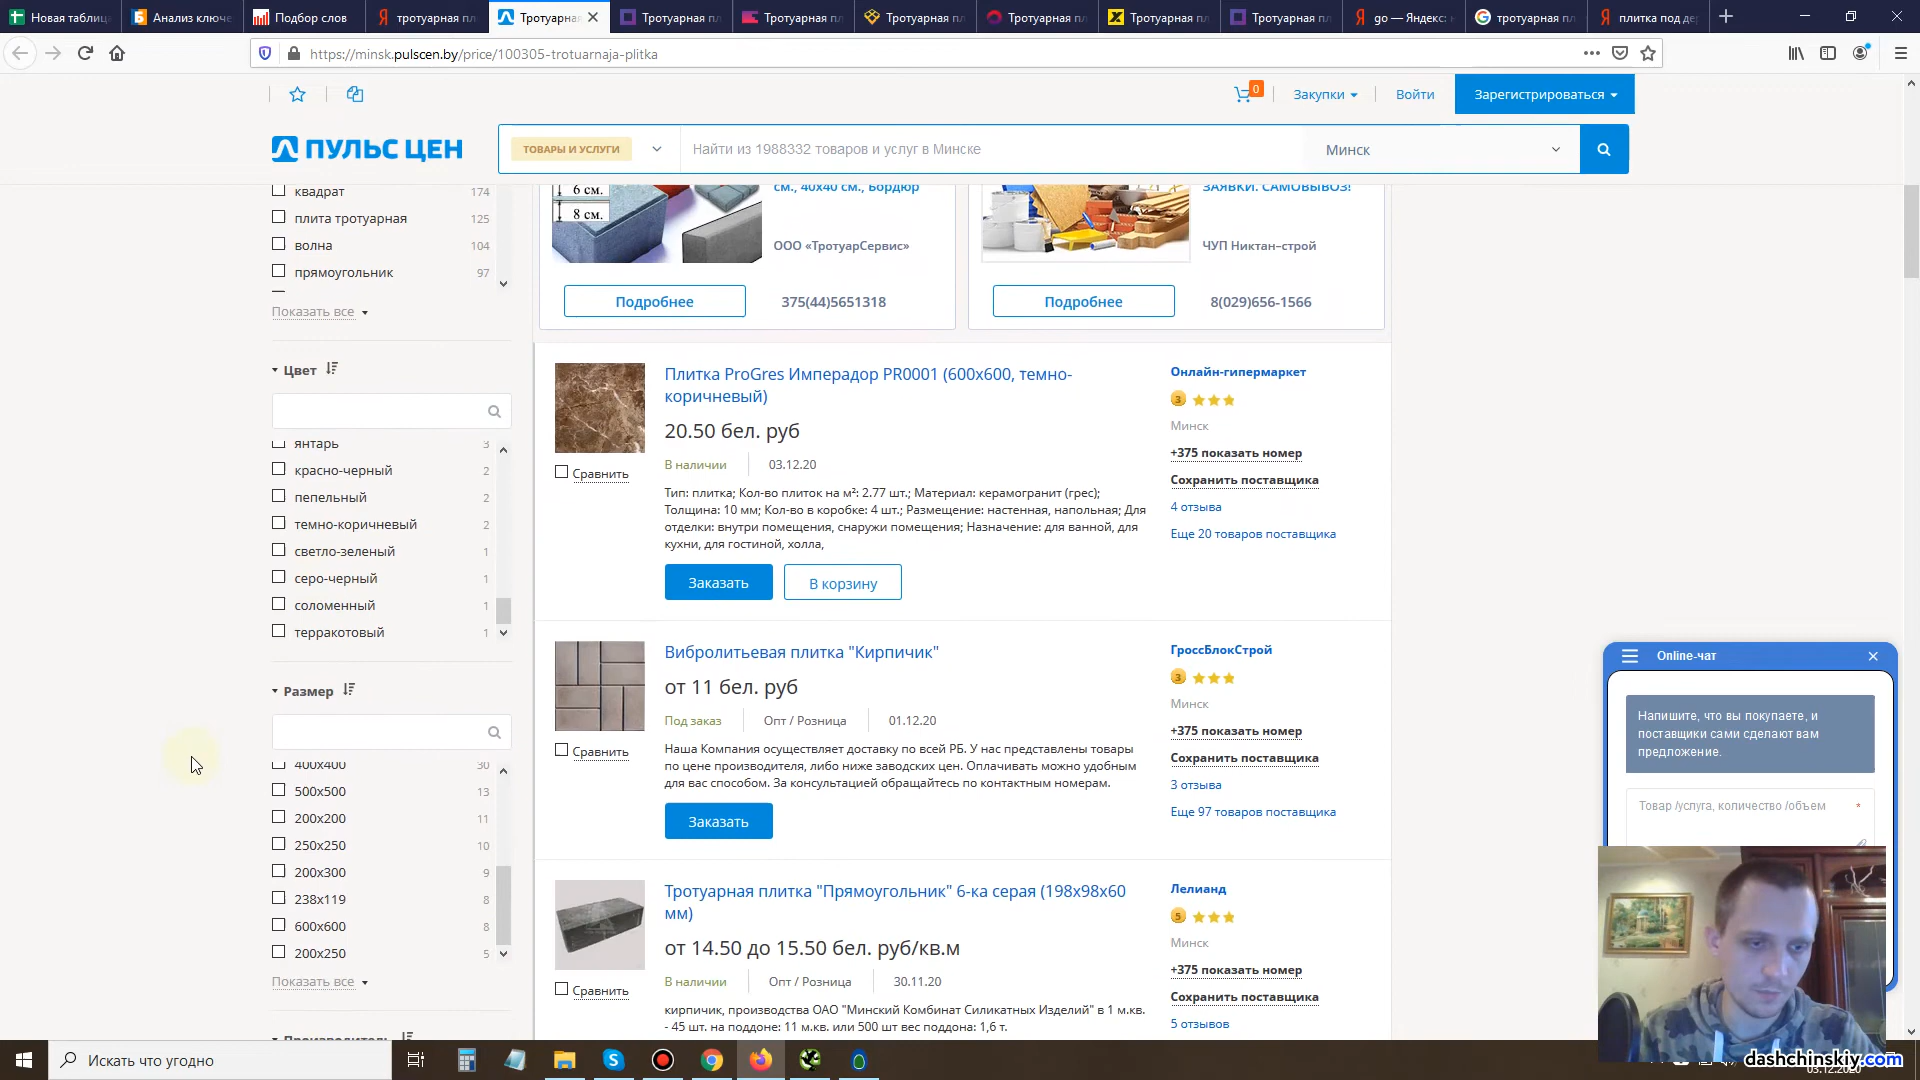 Новая таблиц
Анализ ключе
Подбор слов
тротуарная пл
Тротуарна
Тротуарная пл
Тротуарная пл
Тротуарная пл
Тротуарная пл
Тротуарная пл
Тротуарная пл
go — Яндекс: н
тротуарная пл
плитка под де
https://minsk.pulscen.by/price/100305-trotuarnaja-plitka
0
Закупки
Войти
Зарегистрироваться
ПУЛЬС ЦЕН
ТОВАРЫ И УСЛУГИ
Найти из 1988332 товаров и услуг в Минске
Минск
квадрат 174
плита тротуарная 125
волна 104
прямоугольник 97
Показать все
Цвет
янтарь 3
красно-черный 2
пепельный 2
темно-коричневый 2
светло-зеленый 1
серо-черный 1
соломенный 1
терракотовый 1
Размер
400x400 30
500x500 13
200x200 11
250x250 10
200x300 9
238x119 8
600x600 8
200x250 5
Показать все
Производитель
6 см.
8 см.
см., 40х40 см., Бордюр
ООО «ТротуарСервис»
Подробнее
375(44)5651318
ЗАЯВКИ. САМОВЫВОЗ!
ЧУП Никтан–строй
Подробнее
8(029)656-1566
Плитка ProGres Имперадор PR0001 (600х600, темно-
коричневый)
20.50 бел. руб
В наличии
03.12.20
Сравнить
Тип: плитка; Кол-во плиток на м²: 2.77 шт.; Материал: керамогранит (грес);
Толщина: 10 мм; Кол-во в коробке: 4 шт.; Размещение: настенная, напольная; Для
отделки: внутри помещения, снаружи помещения; Назначение: для ванной, для
кухни, для гостиной, холла,
Заказать
В корзину
Онлайн-гипермаркет
3
Минск
+375 показать номер
Сохранить поставщика
4 отзыва
Еще 20 товаров поставщика
Вибролитьевая плитка "Кирпичик"
от 11 бел. руб
Под заказ
Опт / Розница
01.12.20
Сравнить
Наша Компания осуществляет доставку по всей РБ. У нас представлены товары
по цене производителя, либо ниже заводских цен. Оплачивать можно удобным
для вас способом. За консультацией обращайтесь по контактным номерам.
Заказать
ГроссБлокСтрой
3
Минск
+375 показать номер
Сохранить поставщика
3 отзыва
Еще 97 товаров поставщика
Тротуарная плитка "Прямоугольник" 6-ка серая (198х98х60
мм)
от 14.50 до 15.50 бел. руб/кв.м
В наличии
Опт / Розница
30.11.20
Сравнить
кирпичик, производства ОАО "Минский Комбинат Силикатных Изделий" в 1 м.кв.
- 45 шт. на поддоне: 11 м.кв. или 500 шт вес поддона: 1,6 т.
Лелианд
5
Минск
+375 показать номер
Сохранить поставщика
5 отзывов
Online-чат
Напишите, что вы покупаете, и
поставщики сами сделают вам
предложение.
Товар /услуга, количество /объем *
Искать что угодно
dashchinskiy.com
03.12.2020